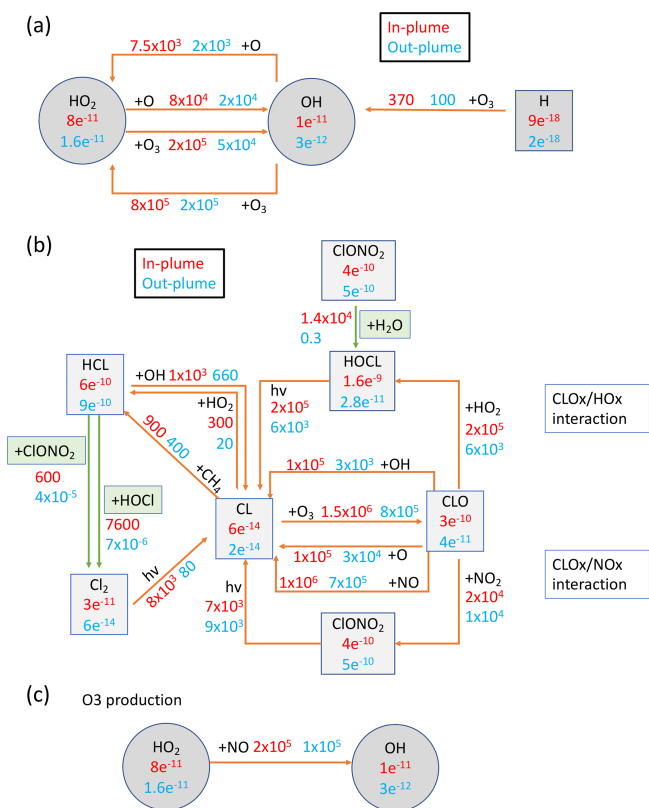 (a)
In-plume
Out-plume
7.5x10³ 2x10³ +O
HO₂
8e⁻¹¹
1.6e⁻¹¹
+O 8x10⁴ 2x10⁴
+O₃ 2x10⁵ 5x10⁴
OH
1e⁻¹¹
3e⁻¹²
370 100 +O₃
H
9e⁻¹⁸
2e⁻¹⁸
8x10⁵ 2x10⁵ +O₃
(b)
In-plume
Out-plume
ClONO₂
4e⁻¹⁰
5e⁻¹⁰
1.4x10⁴
0.3
+H₂O
HCL
6e⁻¹⁰
9e⁻¹⁰
+OH 1x10³ 660
+HO₂
300
20
hv
2x10⁵
6x10³
HOCL
1.6e⁻⁹
2.8e⁻¹¹
+HO₂
2x10⁵
6x10³
CLOx/HOx
interaction
+ClONO₂
600
4x10⁻⁵
+HOCl
7600
7x10⁻⁶
900 400 +CH₄
1x10⁵ 3x10³ +OH
CL
6e⁻¹⁴
2e⁻¹⁴
+O₃ 1.5x10⁶ 8x10⁵
CLO
3e⁻¹⁰
4e⁻¹¹
1x10⁵ 3x10⁴ +O
1x10⁶ 7x10⁵ +NO
CLOx/NOx
interaction
Cl₂
3e⁻¹¹
6e⁻¹⁴
hv
8x10³ 80
hv
7x10³
9x10³
ClONO₂
4e⁻¹⁰
5e⁻¹⁰
+NO₂
2x10⁴
1x10⁴
(c)
O3 production
HO₂
8e⁻¹¹
1.6e⁻¹¹
+NO 2x10⁵ 1x10⁵
OH
1e⁻¹¹
3e⁻¹²